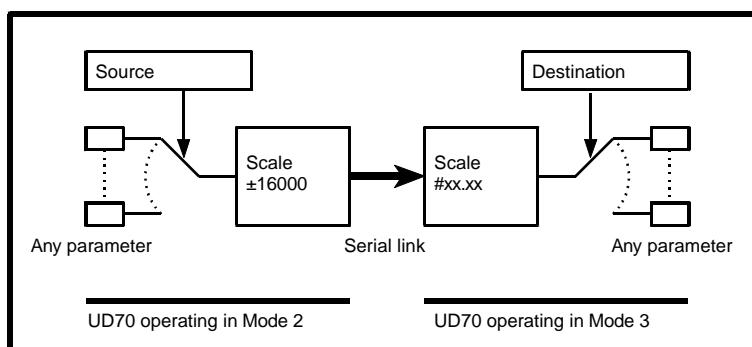 Source
Destination
Scale
±16000
Scale
#xx.xx
Any parameter
Serial link
Any parameter
UD70 operating in Mode 2
UD70 operating in Mode 3